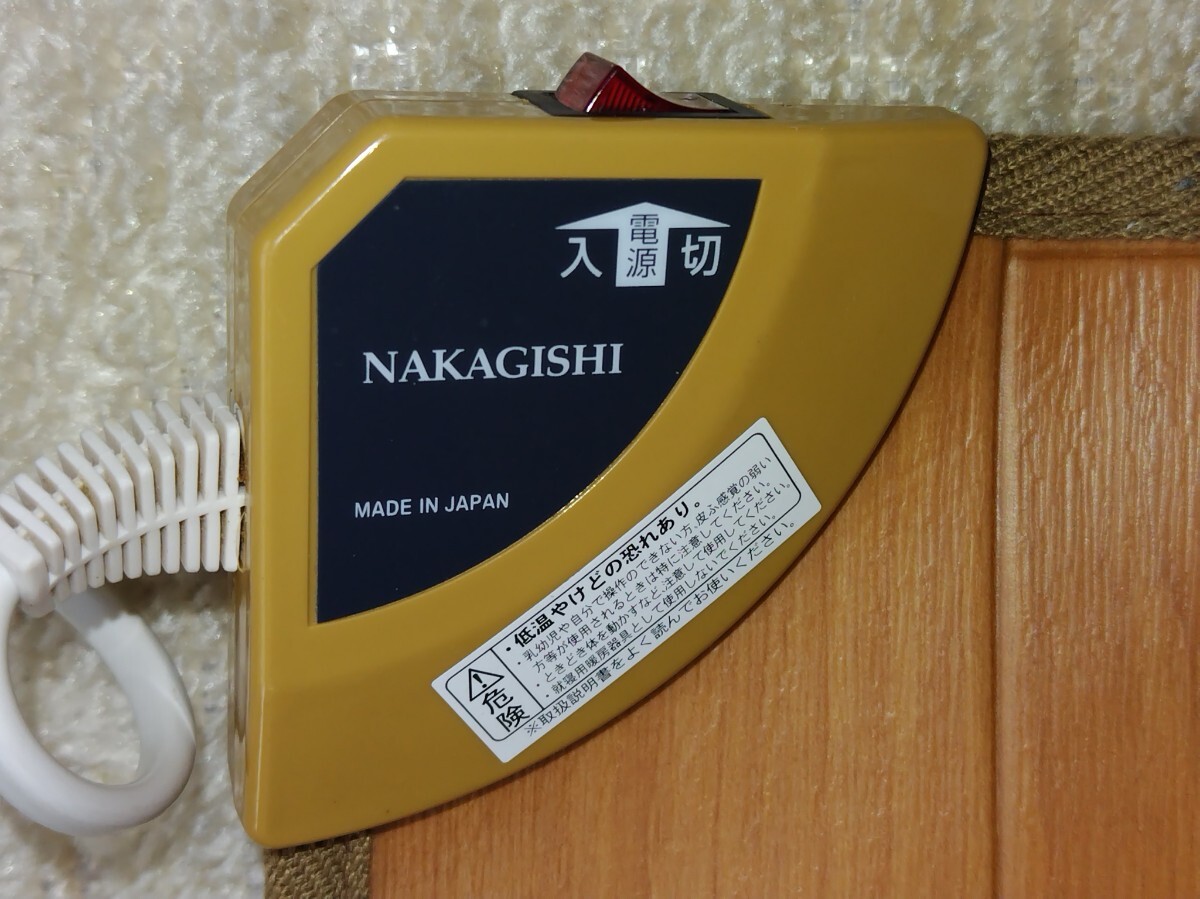 電源
入 切
NAKAGISHI
MADE IN JAPAN
・低温やけどの恐れあり。
・乳幼児や自分で操作のできない方、皮ふ感覚の弱い
方等が使用されるときは特に注意してください。
ときどき体を動かすなど、注意して使用してください。
・就寝用暖房器具として使用しないでください。
※取扱説明書をよく読んでお使いください。
危険